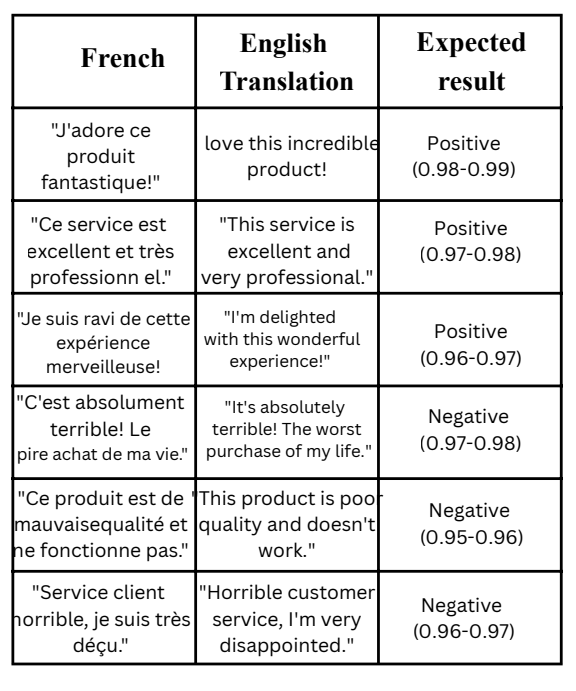 French
English
Translation
Expected
result
"J'adore ce
produit
fantastique!"
love this incredible
product!
Positive
(0.98-0.99)
"Ce service est
excellent et très
professionn el."
"This service is
excellent and
very professional."
Positive
(0.97-0.98)
"Je suis ravi de cette
expérience
merveilleuse!
"I'm delighted
with this wonderful
experience!"
Positive
(0.96-0.97)
"C'est absolument
terrible! Le
pire achat de ma vie."
"It's absolutely
terrible! The worst
purchase of my life."
Negative
(0.97-0.98)
"Ce produit est de
mauvaisequalité et
ne fonctionne pas."
"This product is poor
quality and doesn't
work."
Negative
(0.95-0.96)
"Service client
horrible, je suis très
déçu."
"Horrible customer
service, I'm very
disappointed."
Negative
(0.96-0.97)